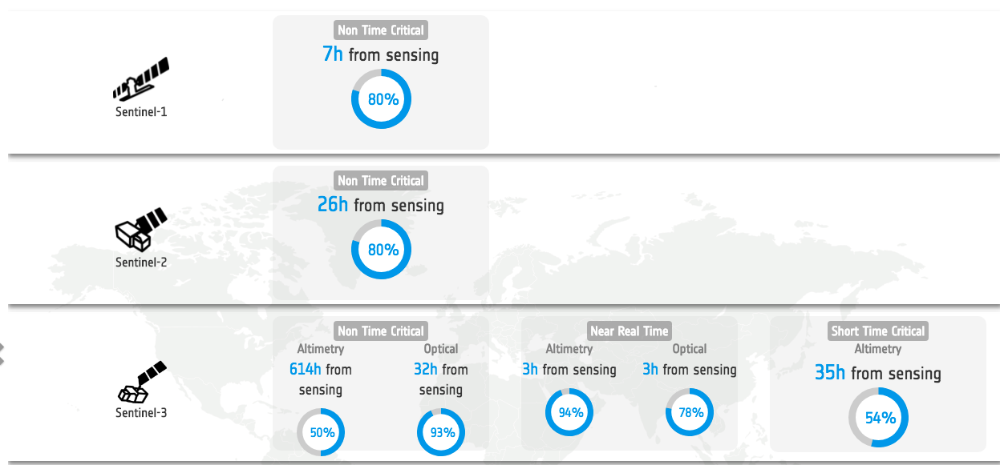 Non Time Critical
7h from sensing
80%
Sentinel-1
Non Time Critical
26h from sensing
80%
Sentinel-2
Non Time Critical
Altimetry
614h from
sensing
50%
Optical
32h from
sensing
93%
Near Real Time
Altimetry
3h from sensing
94%
Optical
3h from sensing
78%
Short Time Critical
Altimetry
35h from sensing
54%
Sentinel-3